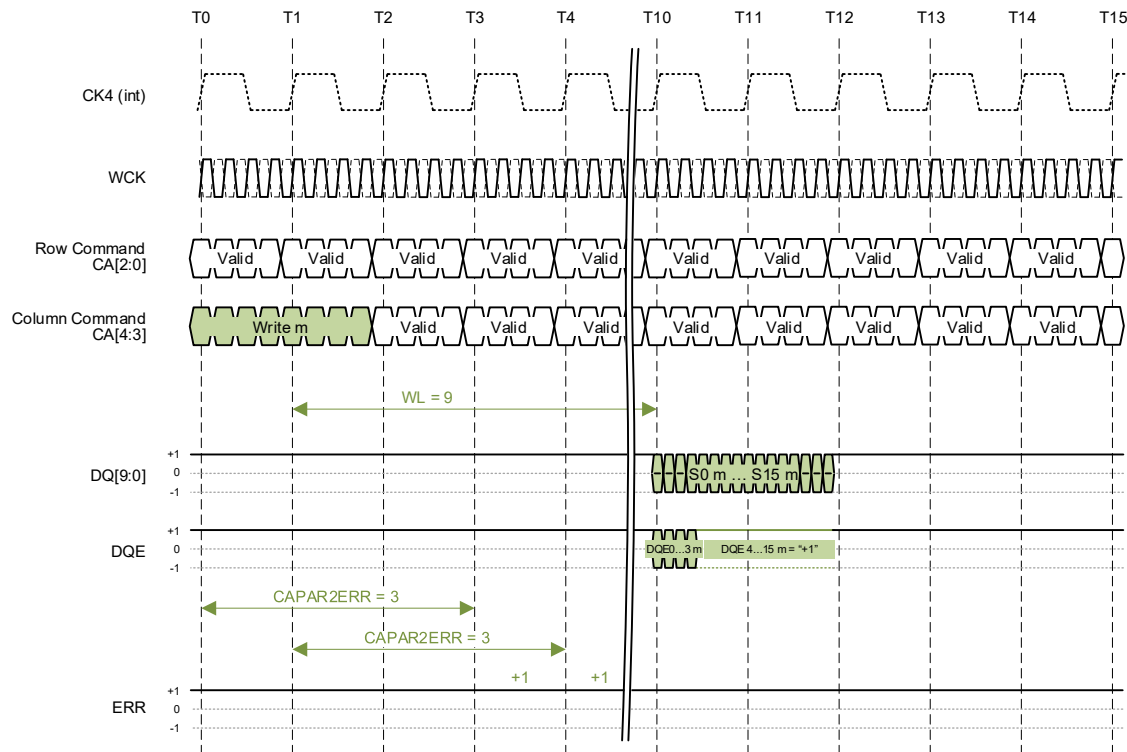 T0 T1 T2 T3 T4 T10 T11 T12 T13 T14 T15
CK4 (int)
WCK
Row Command
CA[2:0]
Valid Valid Valid Valid Valid Valid Valid Valid Valid Valid
Column Command
CA[4:3]
Write m Valid Valid Valid Valid Valid Valid Valid Valid
WL = 9
DQ[9:0]
+1
0
-1
S0 m … S15 m
DQE
+1
0
-1
DQE0…3 m DQE 4…15 m = “+1”
CAPAR2ERR = 3
CAPAR2ERR = 3
+1 +1
ERR
+1
0
-1